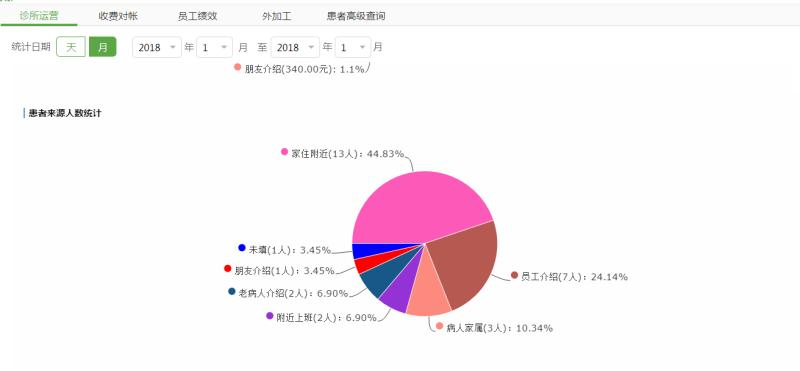 诊所运营 收费对帐 员工绩效 外加工 患者高级查询
统计日期 天 月 2018 年 1 月 至 2018 年 1 月
朋友介绍(340.00元): 1.1%
患者来源人数统计
家住附近(13人)：44.83%
未填(1人)：3.45%
朋友介绍(1人)：3.45%
员工介绍(7人)：24.14%
老病人介绍(2人)：6.90%
附近上班(2人)：6.90%
病人家属(3人)：10.34%